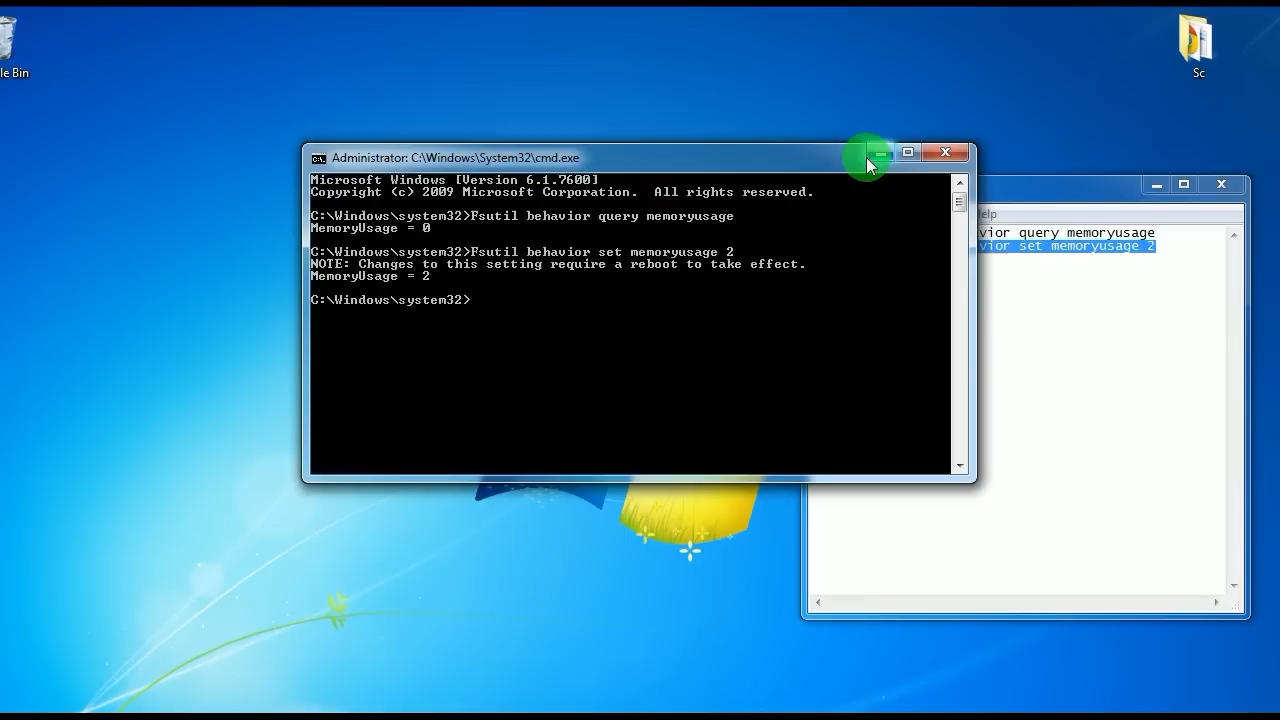 le Bin
Sc
Administrator: C:\Windows\System32\cmd.exe
Microsoft Windows [Version 6.1.7600]
Copyright (c) 2009 Microsoft Corporation.  All rights reserved.
C:\Windows\system32>Fsutil behavior query memoryusage
MemoryUsage = 0
C:\Windows\system32>Fsutil behavior set memoryusage 2
NOTE: Changes to this setting require a reboot to take effect.
MemoryUsage = 2
C:\Windows\system32>
elp
vior query memoryusage
vior set memoryusage 2